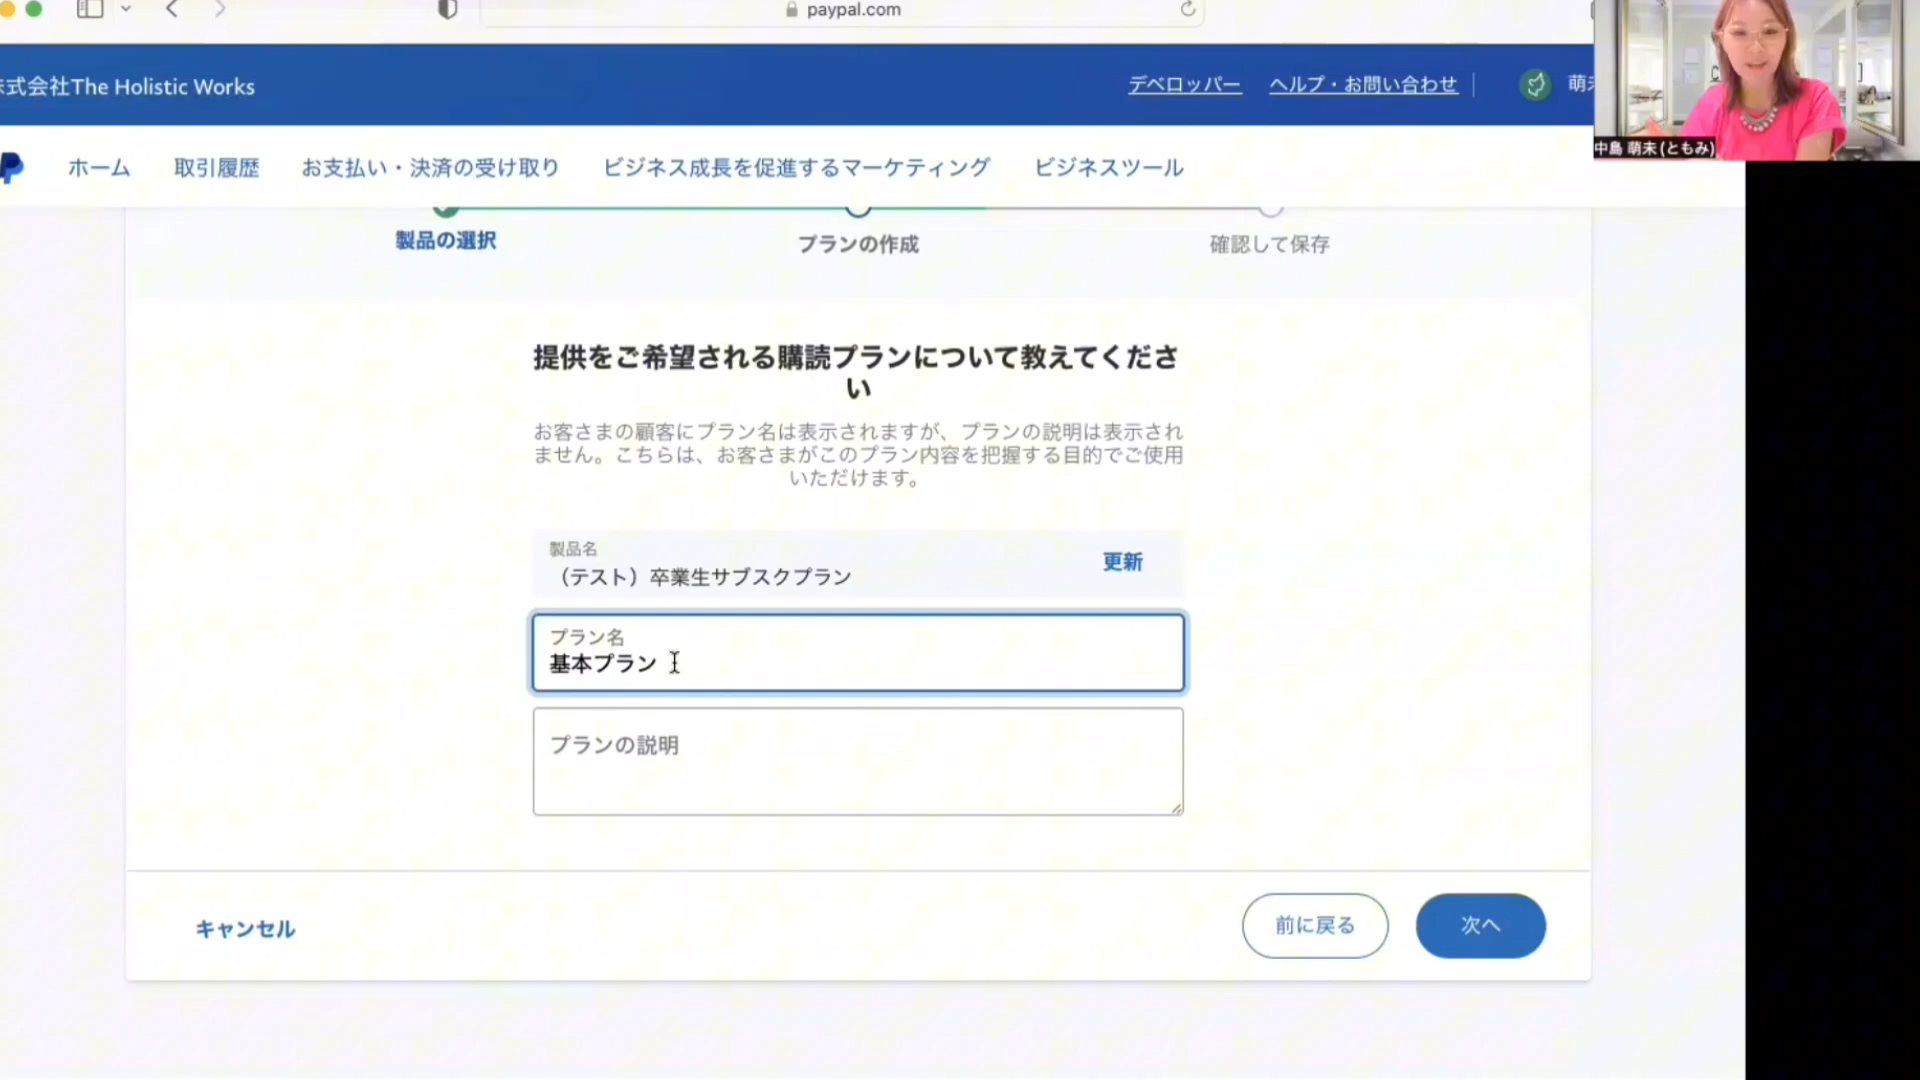 paypal.com
式会社The Holistic Works
デベロッパー
ヘルプ・お問い合わせ
萌
中島 萌未(ともみ)
ホーム
取引履歴
お支払い・決済の受け取り
ビジネス成長を促進するマーケティング
ビジネスツール
製品の選択
プランの作成
確認して保存
提供をご希望される購読プランについて教えてくださ
い
お客さまの顧客にプラン名は表示されますが、プランの説明は表示され
ません。こちらは、お客さまがこのプラン内容を把握する目的でご使用
いただけます。
製品名
（テスト）卒業生サブスクプラン
更新
プラン名
基本プラン
プランの説明
キャンセル
前に戻る
次へ